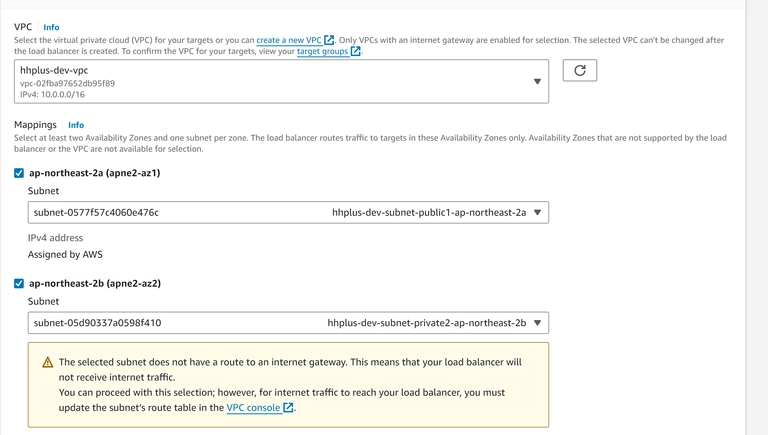 VPC Info
Select the virtual private cloud (VPC) for your targets or you can create a new VPC. Only VPCs with an internet gateway are enabled for selection. The selected VPC can't be changed after
the load balancer is created. To confirm the VPC for your targets, view your target groups.
hhplus-dev-vpc
vpc-02fba97652db95f89
IPv4: 10.0.0.0/16
Mappings Info
Select at least two Availability Zones and one subnet per zone. The load balancer routes traffic to targets in these Availability Zones only. Availability Zones that are not supported by the load
balancer or the VPC are not available for selection.
ap-northeast-2a (apne2-az1)
Subnet
subnet-0577f57c4060e476c hhplus-dev-subnet-public1-ap-northeast-2a
IPv4 address
Assigned by AWS
ap-northeast-2b (apne2-az2)
Subnet
subnet-05d90337a0598f410 hhplus-dev-subnet-private2-ap-northeast-2b
The selected subnet does not have a route to an internet gateway. This means that your load balancer will
not receive internet traffic.
You can proceed with this selection; however, for internet traffic to reach your load balancer, you must
update the subnet's route table in the VPC console.